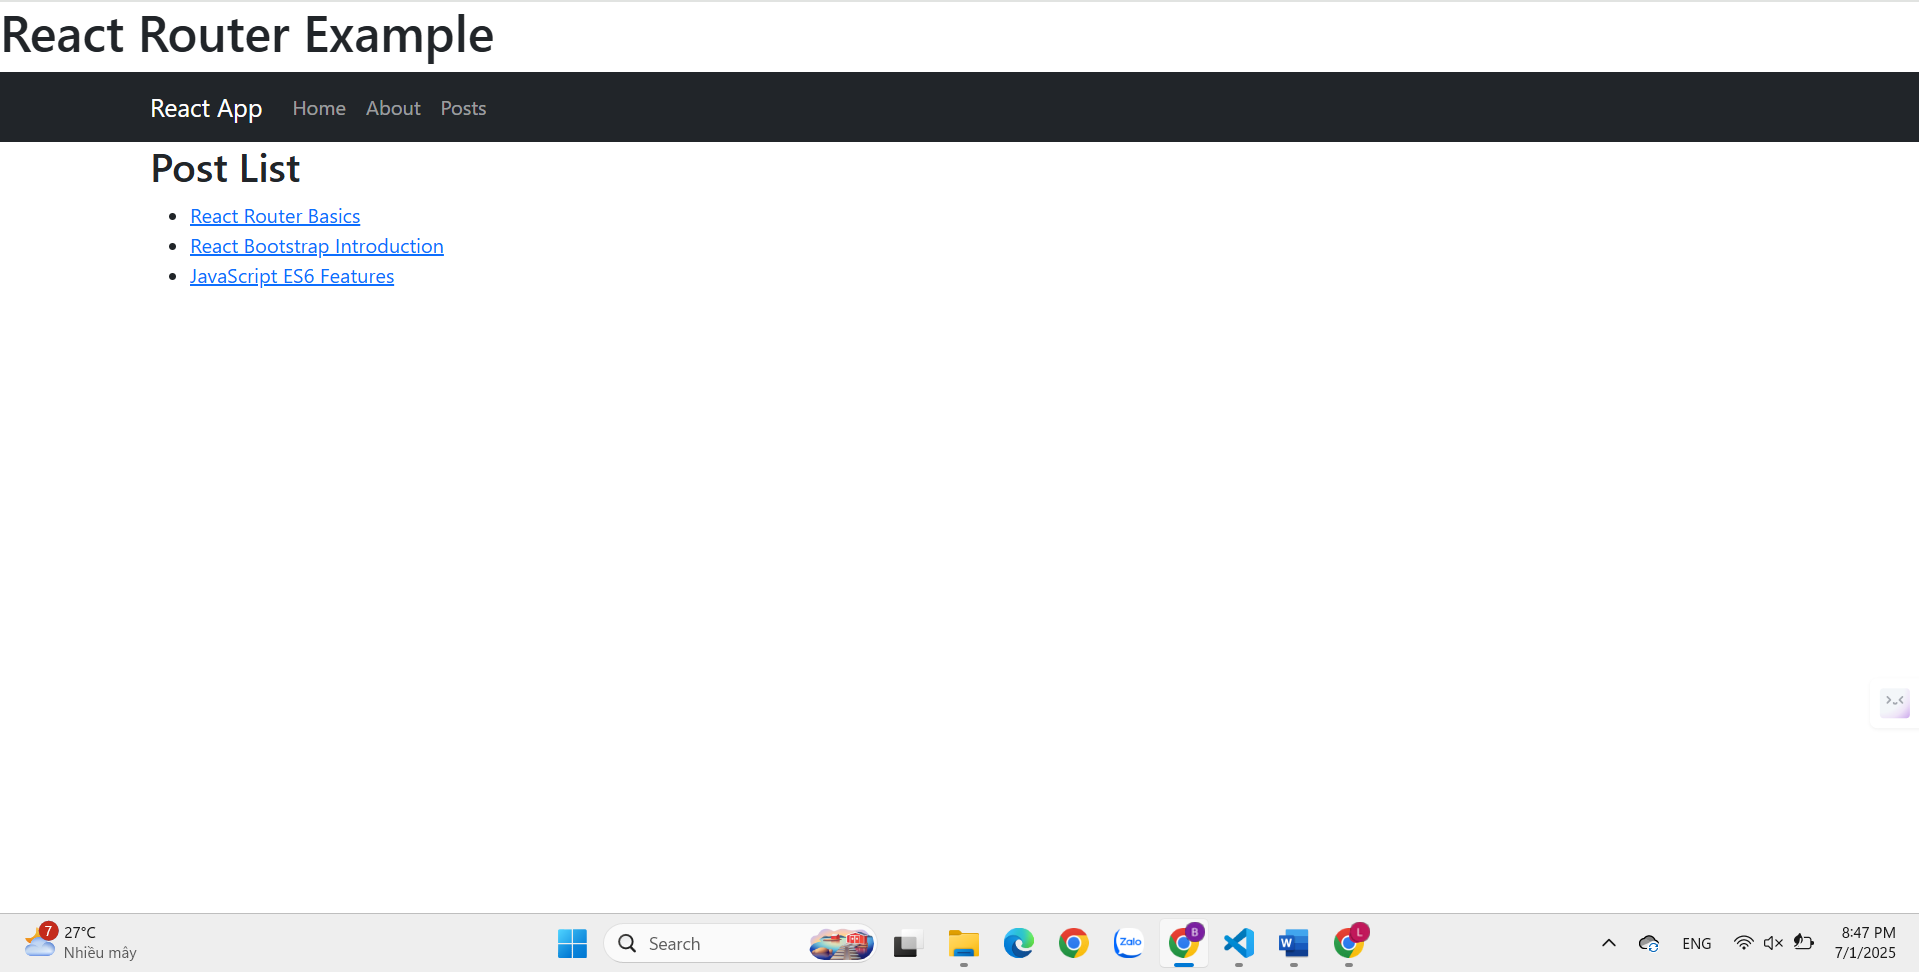 React Router Example
React App Home About Posts
Post List
React Router Basics
React Bootstrap Introduction
JavaScript ES6 Features
7
27°C
Nhiều mây
Search
Zalo
B
W
L
ENG
8:47 PM
7/1/2025